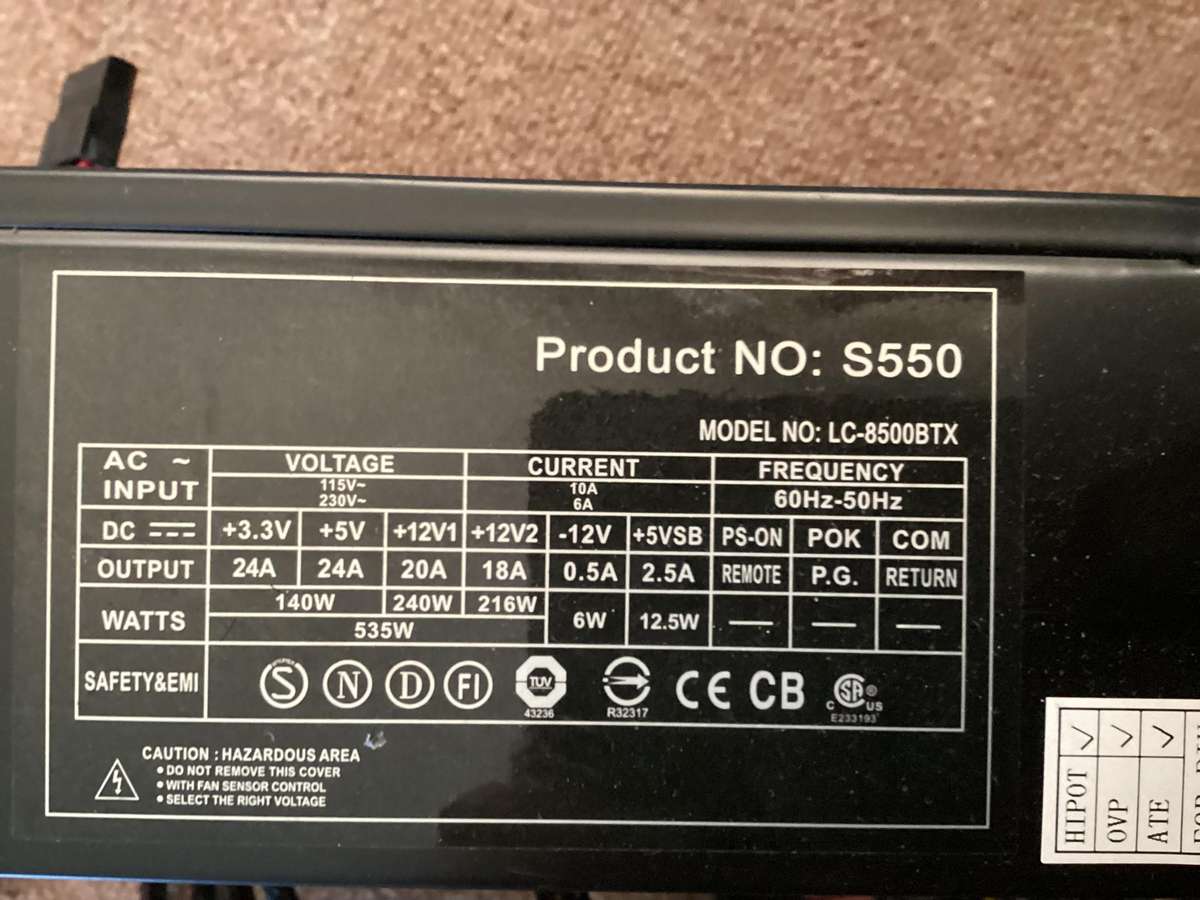 Product NO: S550
MODEL NO: LC-8500BTX
AC ~ INPUT VOLTAGE CURRENT FREQUENCY
115V~ 10A 60Hz-50Hz
230V~ 6A
DC +3.3V +5V +12V1 +12V2 -12V +5VSB PS-ON POK COM
OUTPUT 24A 24A 20A 18A 0.5A 2.5A REMOTE P.G. RETURN
WATTS 140W 240W 216W 6W 12.5W — — —
535W
SAFETY&EMI S N D FI TUV 43236 R32317 CE CB C SA ® US E233193
CAUTION : HAZARDOUS AREA
• DO NOT REMOVE THIS COVER
• WITH FAN SENSOR CONTROL
• SELECT THE RIGHT VOLTAGE
HIPOT ✓
OVP ✓
ATE ✓